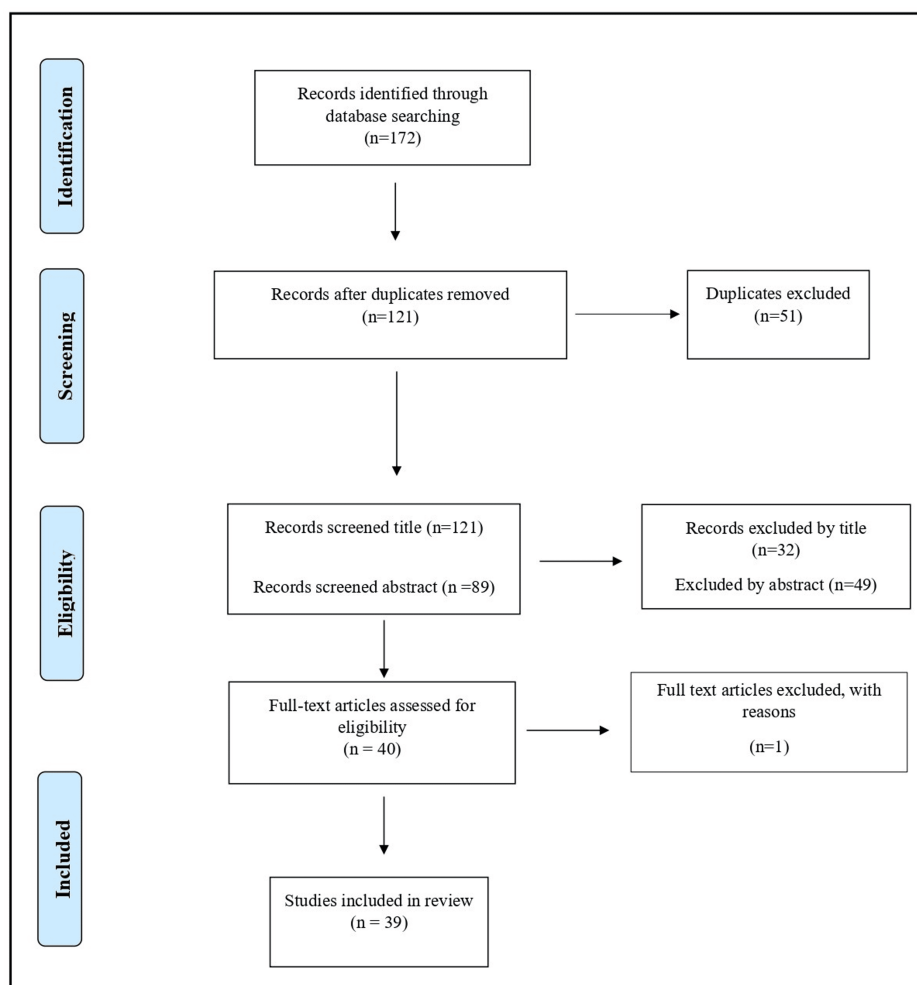 Identification
Records identified through
database searching
(n=172)
Screening
Records after duplicates removed
(n=121)
Duplicates excluded
(n=51)
Eligibility
Records screened title (n=121)
Records screened abstract (n =89)
Records excluded by title
(n=32)
Excluded by abstract (n=49)
Full-text articles assessed for
eligibility
(n = 40)
Full text articles excluded, with
reasons
(n=1)
Included
Studies included in review
(n = 39)